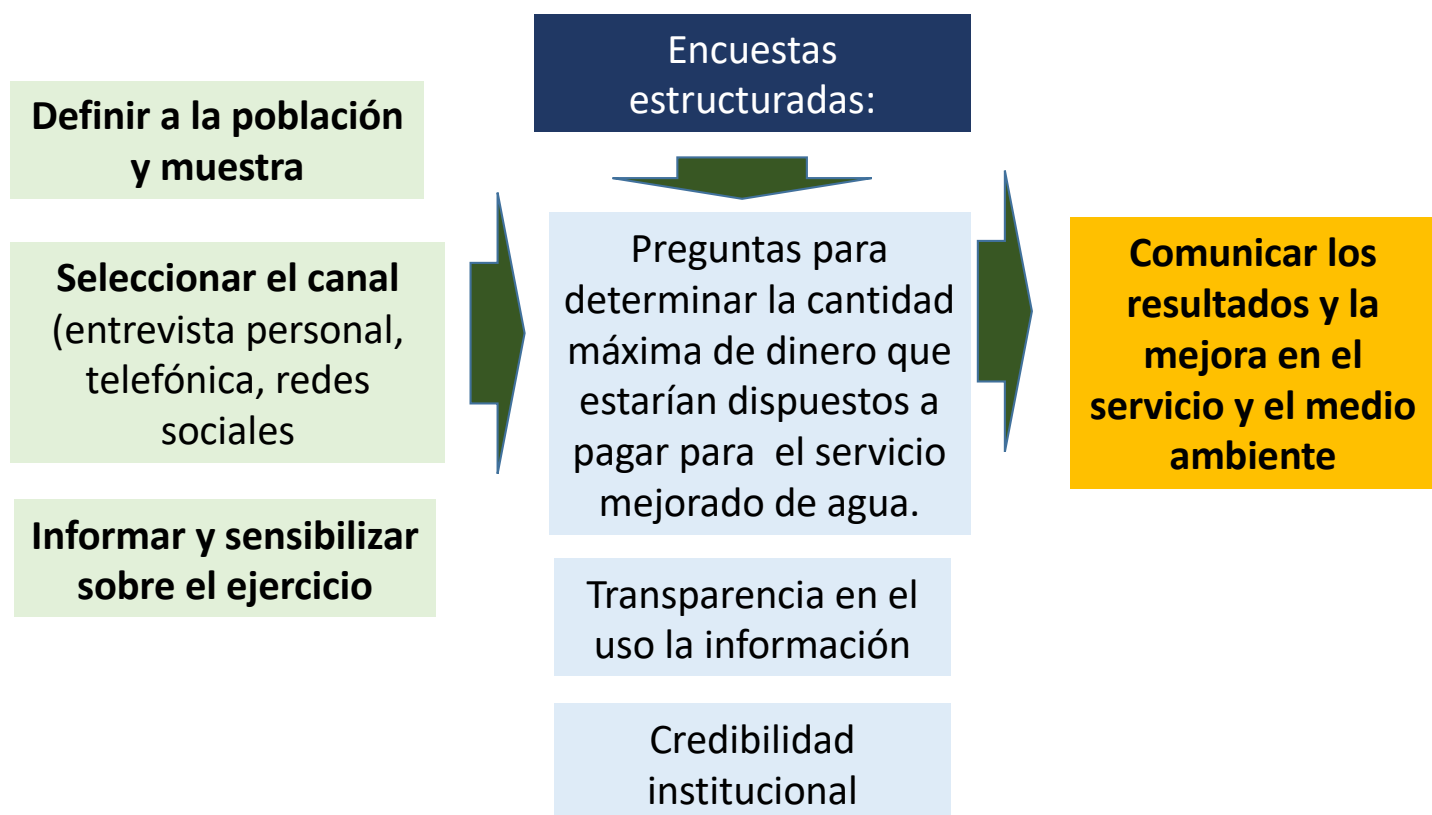 Definir a la población
y muestra
Seleccionar el canal
(entrevista personal,
telefónica, redes
sociales
Informar y sensibilizar
sobre el ejercicio
Encuestas
estructuradas:
Preguntas para
determinar la cantidad
máxima de dinero que
estarían dispuestos a
pagar para  el servicio
mejorado de agua.
Transparencia en el
uso la información
Credibilidad
institucional
Comunicar los
resultados y la
mejora en el
servicio y el medio
ambiente